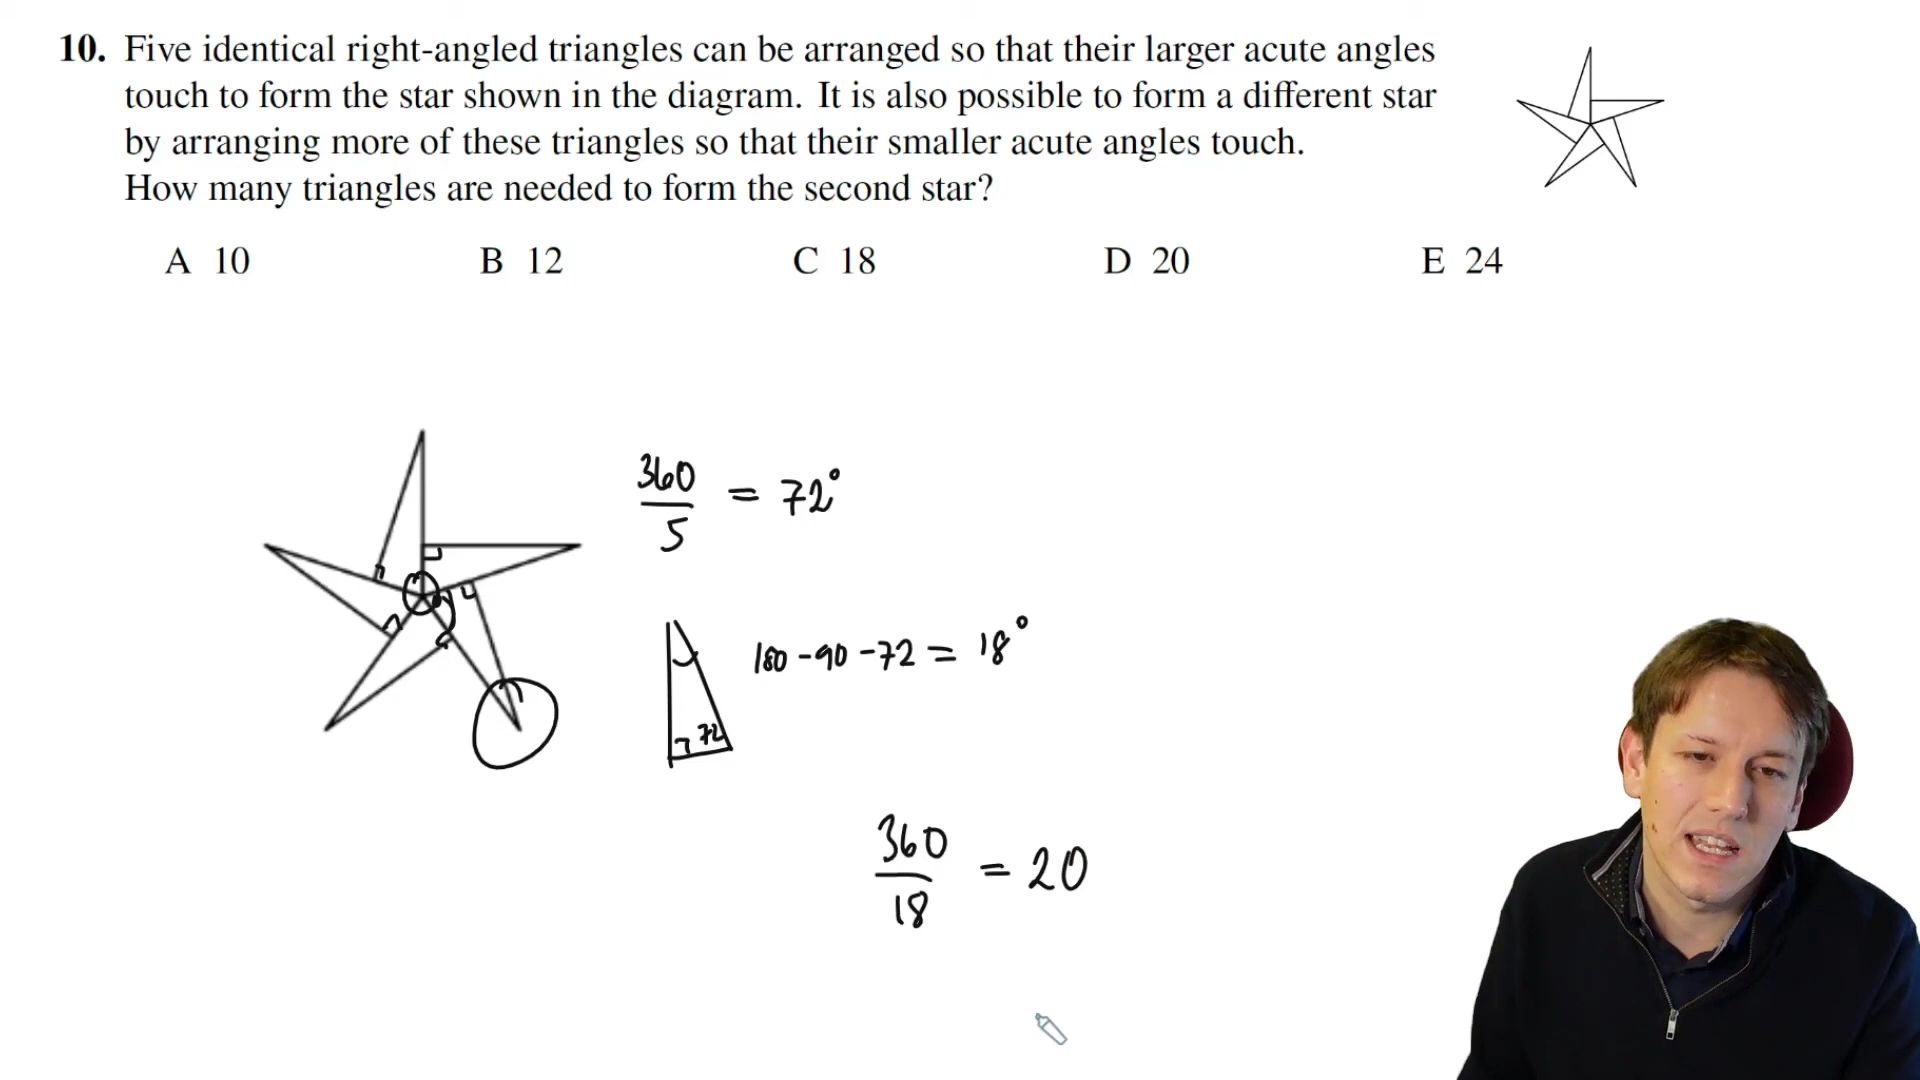 10. Five identical right-angled triangles can be arranged so that their larger acute angles
touch to form the star shown in the diagram. It is also possible to form a different star
by arranging more of these triangles so that their smaller acute angles touch.
How many triangles are needed to form the second star?
A 10 B 12 C 18 D 20 E 24
360/5 = 72°
180 - 90 - 72 = 18°
72
360/18 = 20